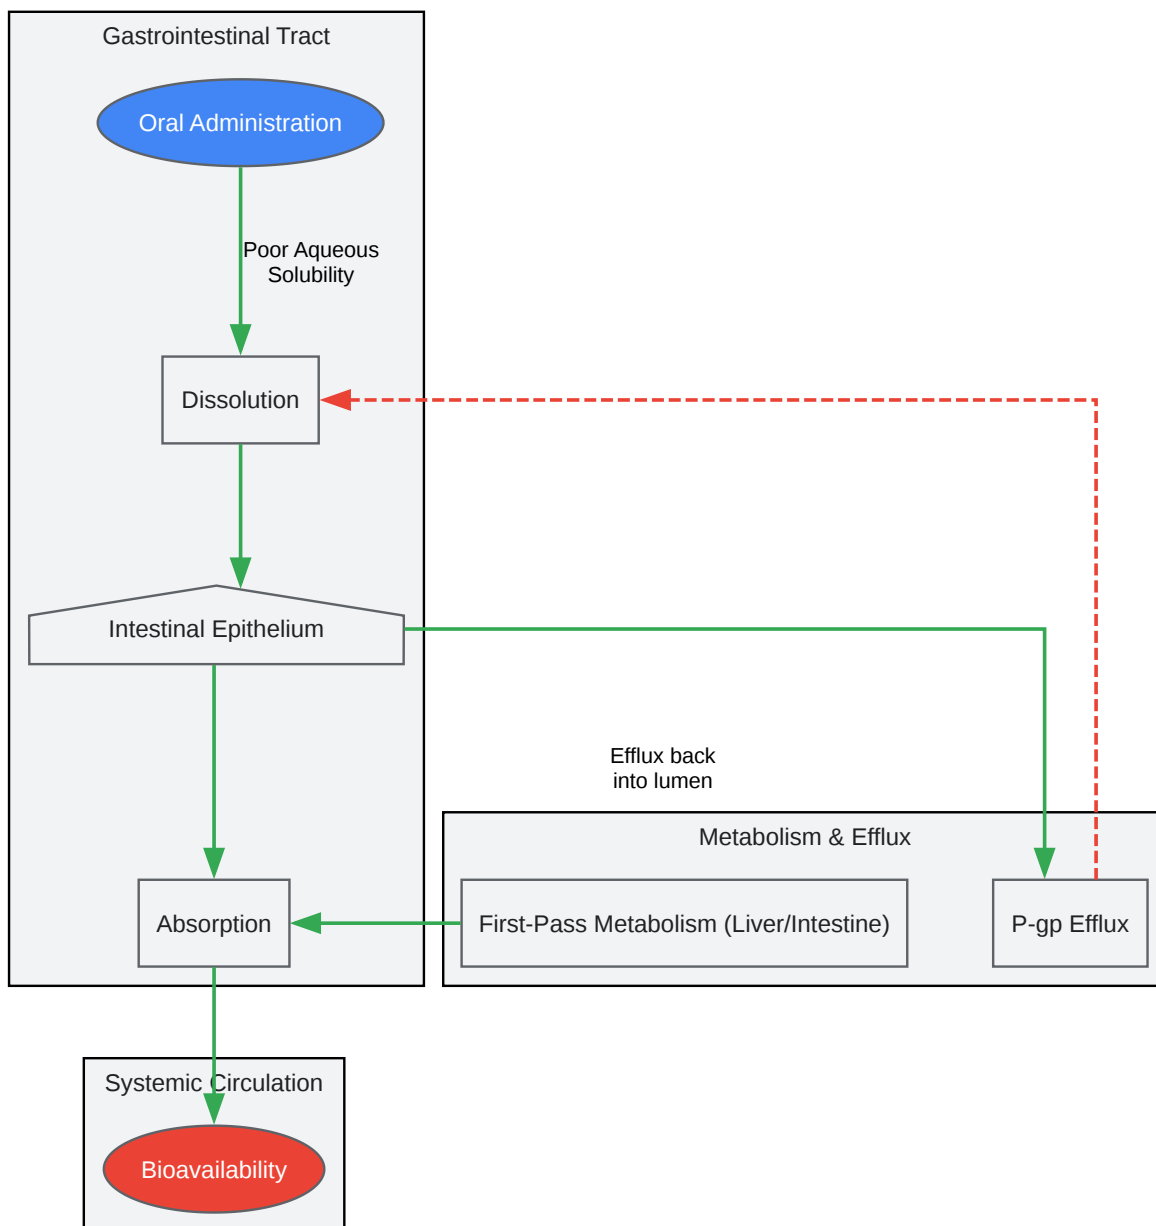 Gastrointestinal Tract
Oral Administration
Poor Aqueous
Solubility
Dissolution
Intestinal Epithelium
Efflux back
into lumen
Metabolism & Efflux
Absorption
First-Pass Metabolism (Liver/Intestine)
P-gp Efflux
Systemic Circulation
Bioavailability